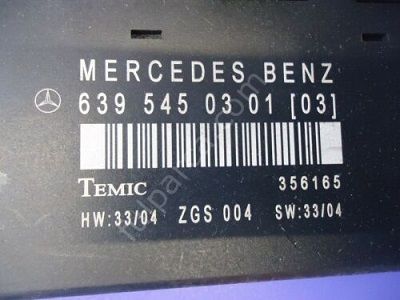 MERCEDES BENZ
639 545 03 01 [03]
TEMIC 356165
HW:33/04 ZGS 004 SW:33/04